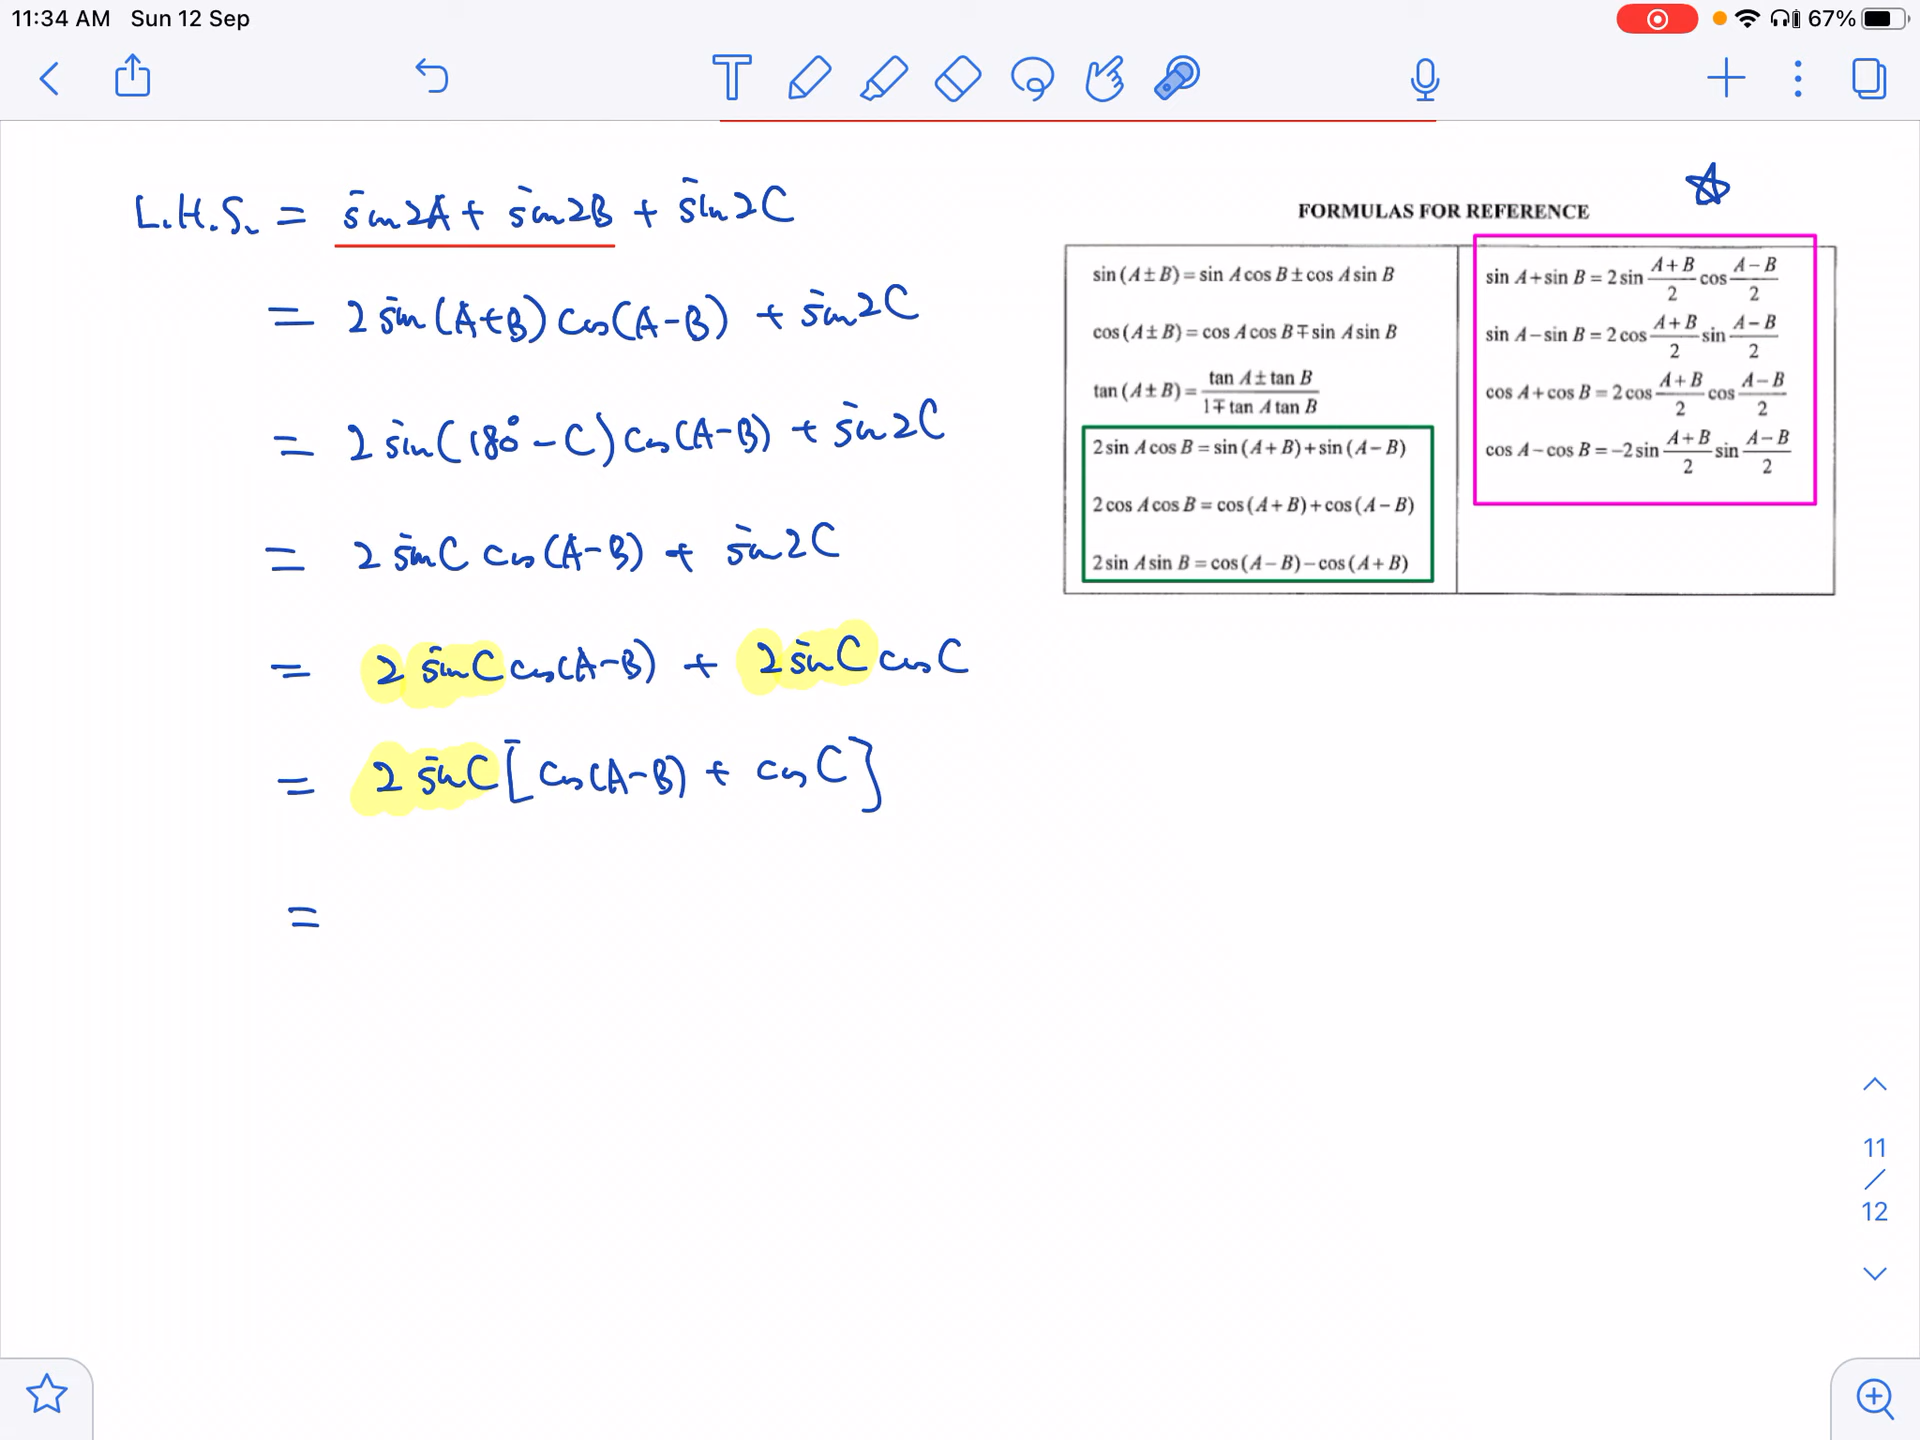 11:34 AM Sun 12 Sep
67%
T
L.H.S. = sin2A + sin2B + sin2C
= 2 sin(A+B) cos(A-B) + sin2C
= 2 sin(180° - C) cos(A-B) + sin2C
= 2 sinC cos(A-B) + sin2C
= 2 sinC cos(A-B) + 2 sinC cosC
= 2 sinC [cos(A-B) + cosC]
=
FORMULAS FOR REFERENCE
sin (A ± B) = sin A cos B ± cos A sin B
cos (A ± B) = cos A cos B ∓ sin A sin B
tan (A ± B) = (tan A ± tan B)/(1 ∓ tan A tan B)
2 sin A cos B = sin (A + B) + sin (A − B)
2 cos A cos B = cos (A + B) + cos (A − B)
2 sin A sin B = cos (A − B) − cos (A + B)
sin A + sin B = 2 sin (A + B)/2 cos (A − B)/2
sin A − sin B = 2 cos (A + B)/2 sin (A − B)/2
cos A + cos B = 2 cos (A + B)/2 cos (A − B)/2
cos A − cos B = −2 sin (A + B)/2 sin (A − B)/2
11
/
12